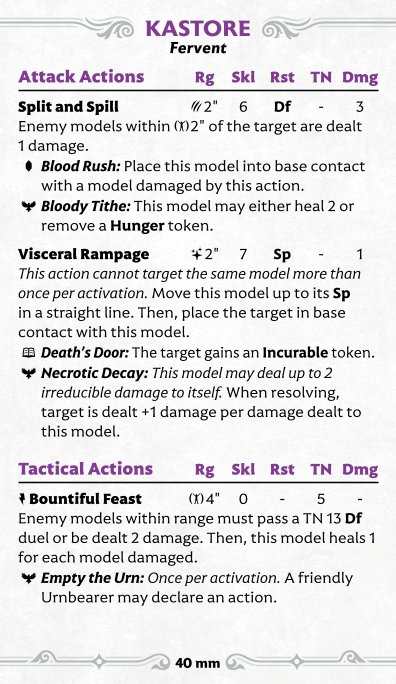 KASTORE
Fervent
Attack Actions Rg Skl Rst TN Dmg
Split and Spill 2" 6 Df - 3
Enemy models within 2" of the target are dealt
1 damage.
Blood Rush: Place this model into base contact
with a model damaged by this action.
Bloody Tithe: This model may either heal 2 or
remove a Hunger token.
Visceral Rampage 2" 7 Sp - 1
This action cannot target the same model more than
once per activation. Move this model up to its Sp
in a straight line. Then, place the target in base
contact with this model.
Death's Door: The target gains an Incurable token.
Necrotic Decay: This model may deal up to 2
irreducible damage to itself. When resolving,
target is dealt +1 damage per damage dealt to
this model.
Tactical Actions Rg Skl Rst TN Dmg
Bountiful Feast 4" 0 - 5 -
Enemy models within range must pass a TN 13 Df
duel or be dealt 2 damage. Then, this model heals 1
for each model damaged.
Empty the Urn: Once per activation. A friendly
Urnbearer may declare an action.
40 mm